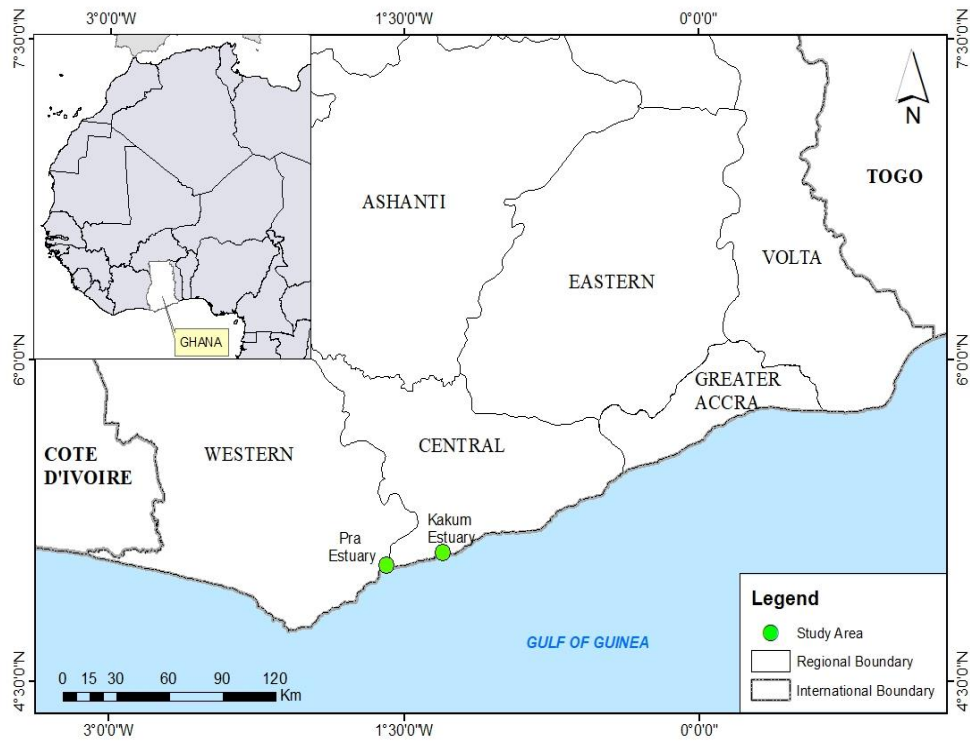 3°0'0"W 1°30'0"W 0°0'0"
7°30'0"N 7°30'0"N
N
TOGO
ASHANTI
VOLTA
EASTERN
GHANA
6°0'0"N 6°0'0"N
GREATER
ACCRA
CENTRAL
WESTERN
COTE
D'IVOIRE
Kakum
Estuary
Pra
Estuary
GULF OF GUINEA
Legend
Study Area
Regional Boundary
International Boundary
0 15 30 60 90 120
Km
4°30'0"N 4°30'0"N
3°0'0"W 1°30'0"W 0°0'0"